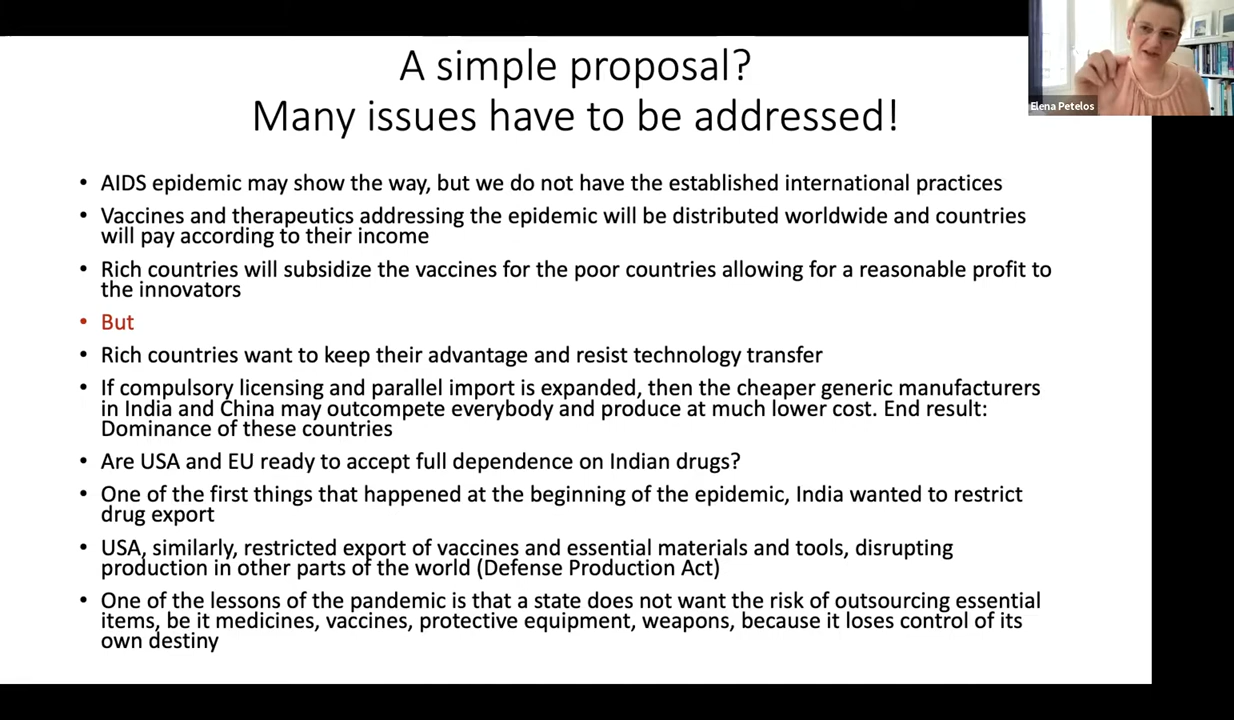 A simple proposal?
Many issues have to be addressed!
Elena Petelos
• AIDS epidemic may show the way, but we do not have the established international practices
• Vaccines and therapeutics addressing the epidemic will be distributed worldwide and countries
will pay according to their income
• Rich countries will subsidize the vaccines for the poor countries allowing for a reasonable profit to
the innovators
• But
• Rich countries want to keep their advantage and resist technology transfer
• If compulsory licensing and parallel import is expanded, then the cheaper generic manufacturers
in India and China may outcompete everybody and produce at much lower cost. End result:
Dominance of these countries
• Are USA and EU ready to accept full dependence on Indian drugs?
• One of the first things that happened at the beginning of the epidemic, India wanted to restrict
drug export
• USA, similarly, restricted export of vaccines and essential materials and tools, disrupting
production in other parts of the world (Defense Production Act)
• One of the lessons of the pandemic is that a state does not want the risk of outsourcing essential
items, be it medicines, vaccines, protective equipment, weapons, because it loses control of its
own destiny